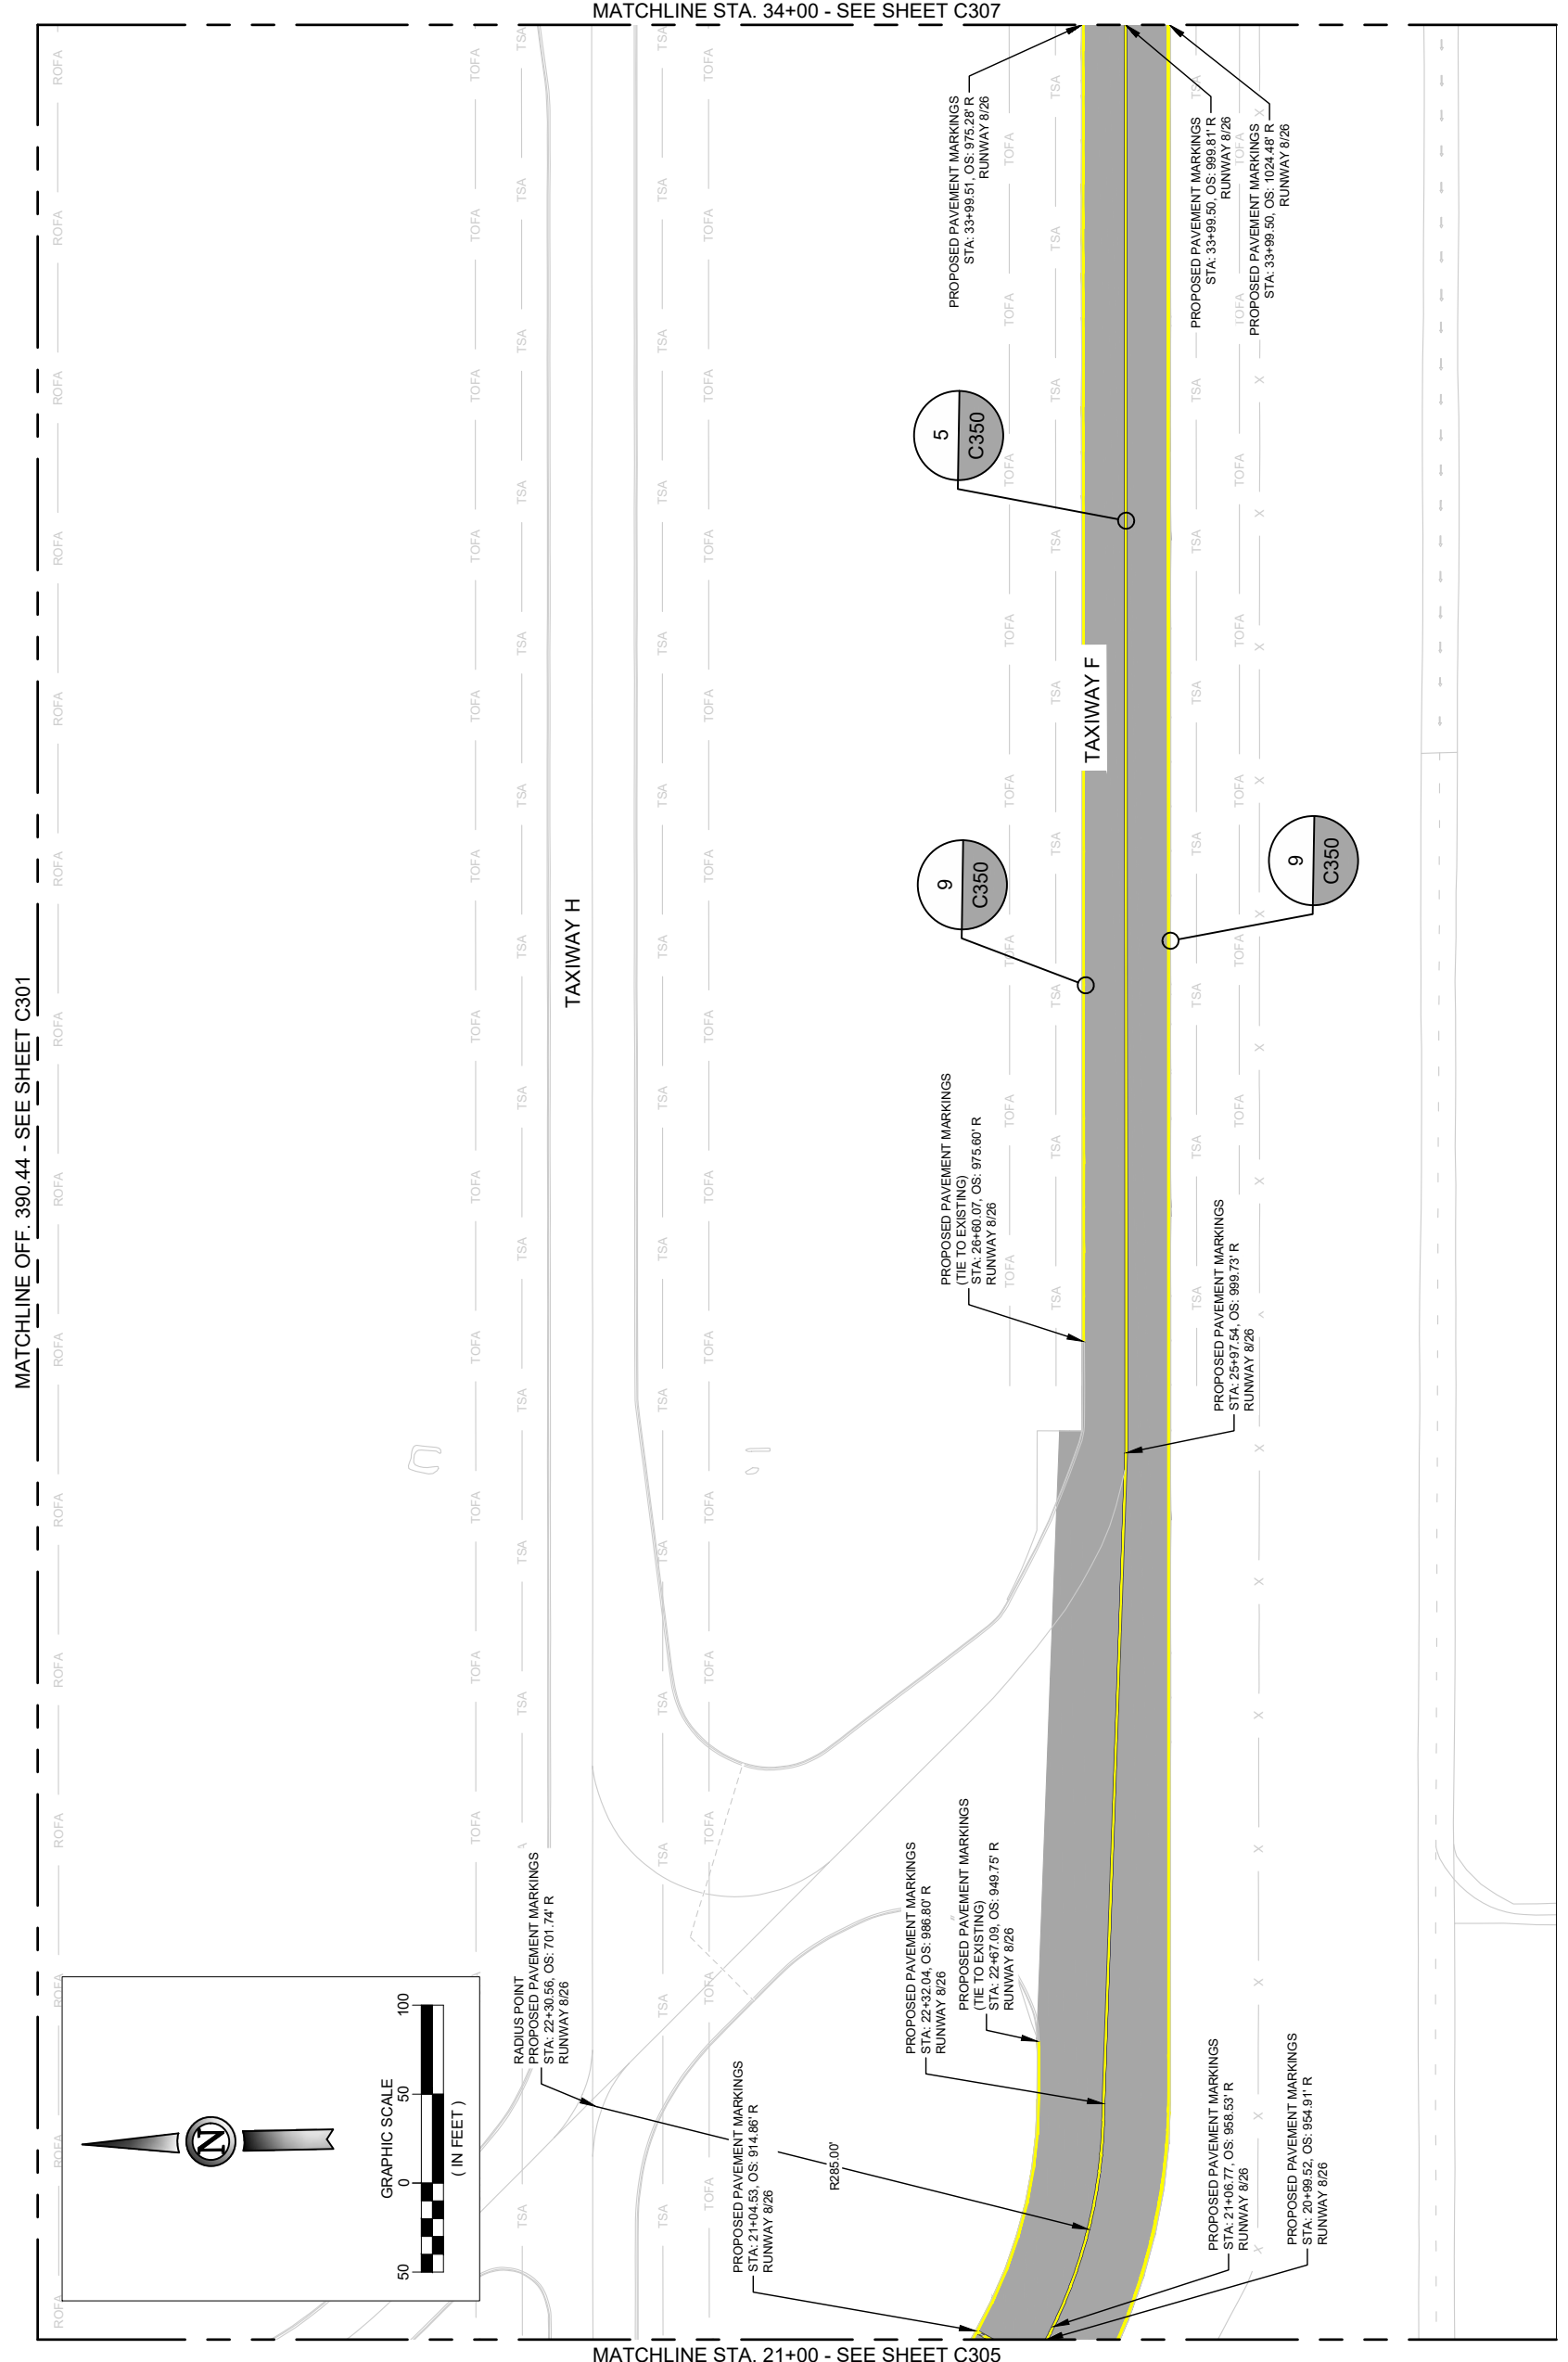 MATCHLINE STA. 34+00 - SEE SHEET C307
MATCHLINE OFF. 390.44 - SEE SHEET C301
PROPOSED PAVEMENT MARKINGS
STA: 33+99.51, OS: 975.28' R
RUNWAY 8/26
PROPOSED PAVEMENT MARKINGS
STA: 33+99.50, OS: 999.81' R
RUNWAY 8/26
PROPOSED PAVEMENT MARKINGS
STA: 33+99.50, OS: 1024.48' R
RUNWAY 8/26
5
C350
TAXIWAY F
9
C350
9
C350
TAXIWAY H
PROPOSED PAVEMENT MARKINGS
(TIE TO EXISTING)
STA: 26+60.07, OS: 975.60' R
RUNWAY 8/26
PROPOSED PAVEMENT MARKINGS
STA: 25+97.54, OS: 999.73' R
RUNWAY 8/26
RADIUS POINT
PROPOSED PAVEMENT MARKINGS
STA: 22+30.56, OS: 701.74' R
RUNWAY 8/26
PROPOSED PAVEMENT MARKINGS
STA: 22+32.04, OS: 986.80' R
RUNWAY 8/26
PROPOSED PAVEMENT MARKINGS
(TIE TO EXISTING)
STA: 22+67.09, OS: 949.75' R
RUNWAY 8/26
PROPOSED PAVEMENT MARKINGS
STA: 21+04.53, OS: 914.86' R
RUNWAY 8/26
R285.00'
PROPOSED PAVEMENT MARKINGS
STA: 21+06.77, OS: 958.53' R
RUNWAY 8/26
PROPOSED PAVEMENT MARKINGS
STA: 20+99.52, OS: 954.91' R
RUNWAY 8/26
N
GRAPHIC SCALE
50 0 50 100
( IN FEET )
ROFA
TOFA
TSA
TSA
TOFA
TOFA
TSA
TSA
TOFA
X
MATCHLINE STA. 21+00 - SEE SHEET C305